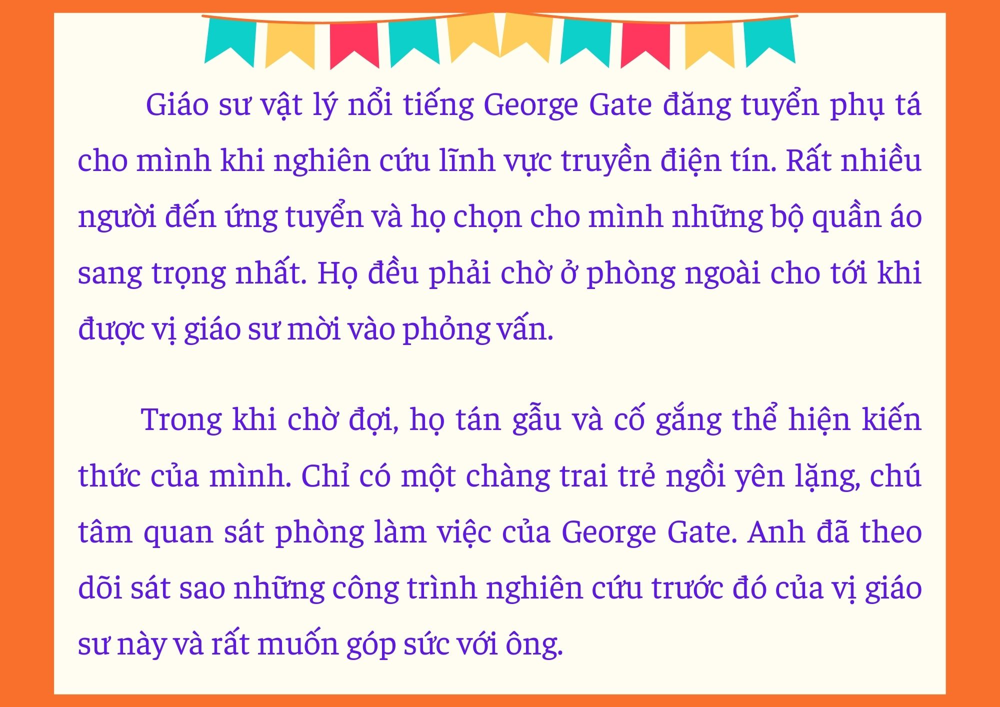 Giáo sư vật lý nổi tiếng George Gate đăng tuyển phụ tá
cho mình khi nghiên cứu lĩnh vực truyền điện tín. Rất nhiều
người đến ứng tuyển và họ chọn cho mình những bộ quần áo
sang trọng nhất. Họ đều phải chờ ở phòng ngoài cho tới khi
được vị giáo sư mời vào phỏng vấn.
Trong khi chờ đợi, họ tán gẫu và cố gắng thể hiện kiến
thức của mình. Chỉ có một chàng trai trẻ ngồi yên lặng, chú
tâm quan sát phòng làm việc của George Gate. Anh đã theo
dõi sát sao những công trình nghiên cứu trước đó của vị giáo
sư này và rất muốn góp sức với ông.